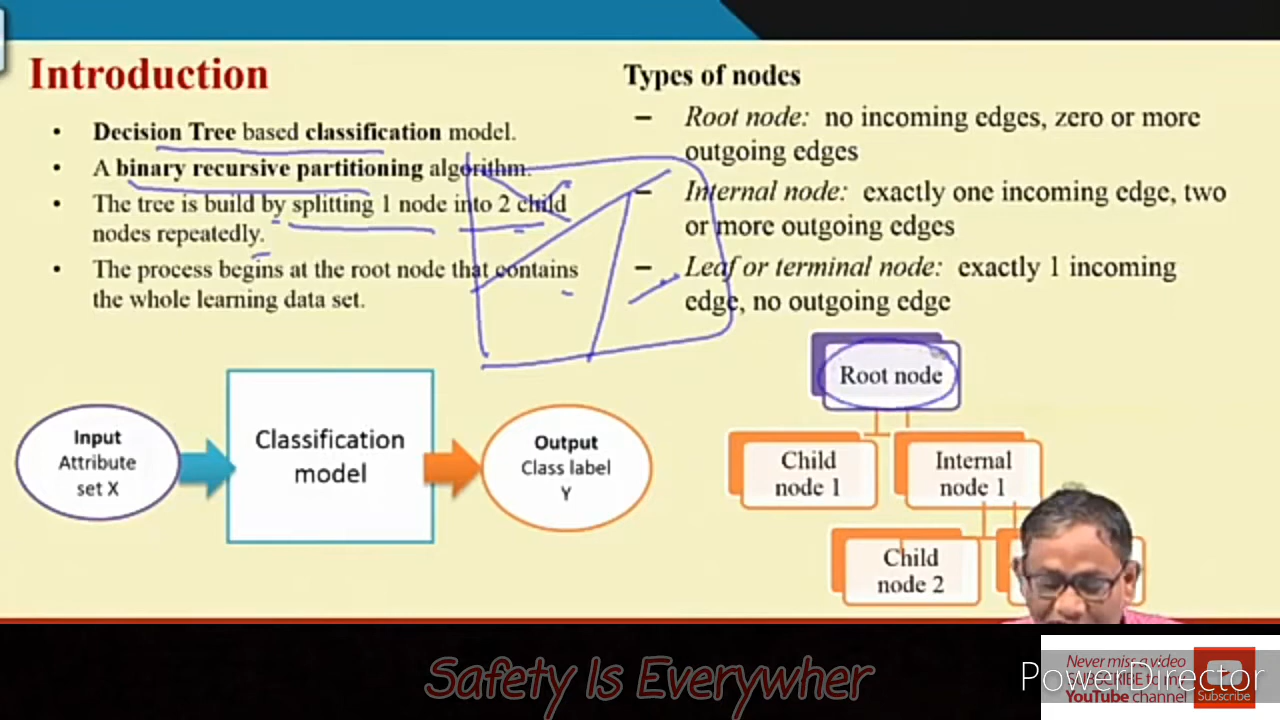 Introduction
• Decision Tree based classification model.
• A binary recursive partitioning algorithm.
• The tree is build by splitting 1 node into 2 child
nodes repeatedly.
• The process begins at the root node that contains
the whole learning data set.
Types of nodes
– Root node: no incoming edges, zero or more
outgoing edges
– Internal node: exactly one incoming edge, two
or more outgoing edges
– Leaf or terminal node: exactly 1 incoming
edge, no outgoing edge
Input
Attribute
set X
Classification
model
Output
Class label
Y
Root node
Child
node 1
Internal
node 1
Child
node 2
Safety Is Everywher
Never miss a video
SUBSCRIBE to my
YouTube channel
PowerDirector
Subscribe